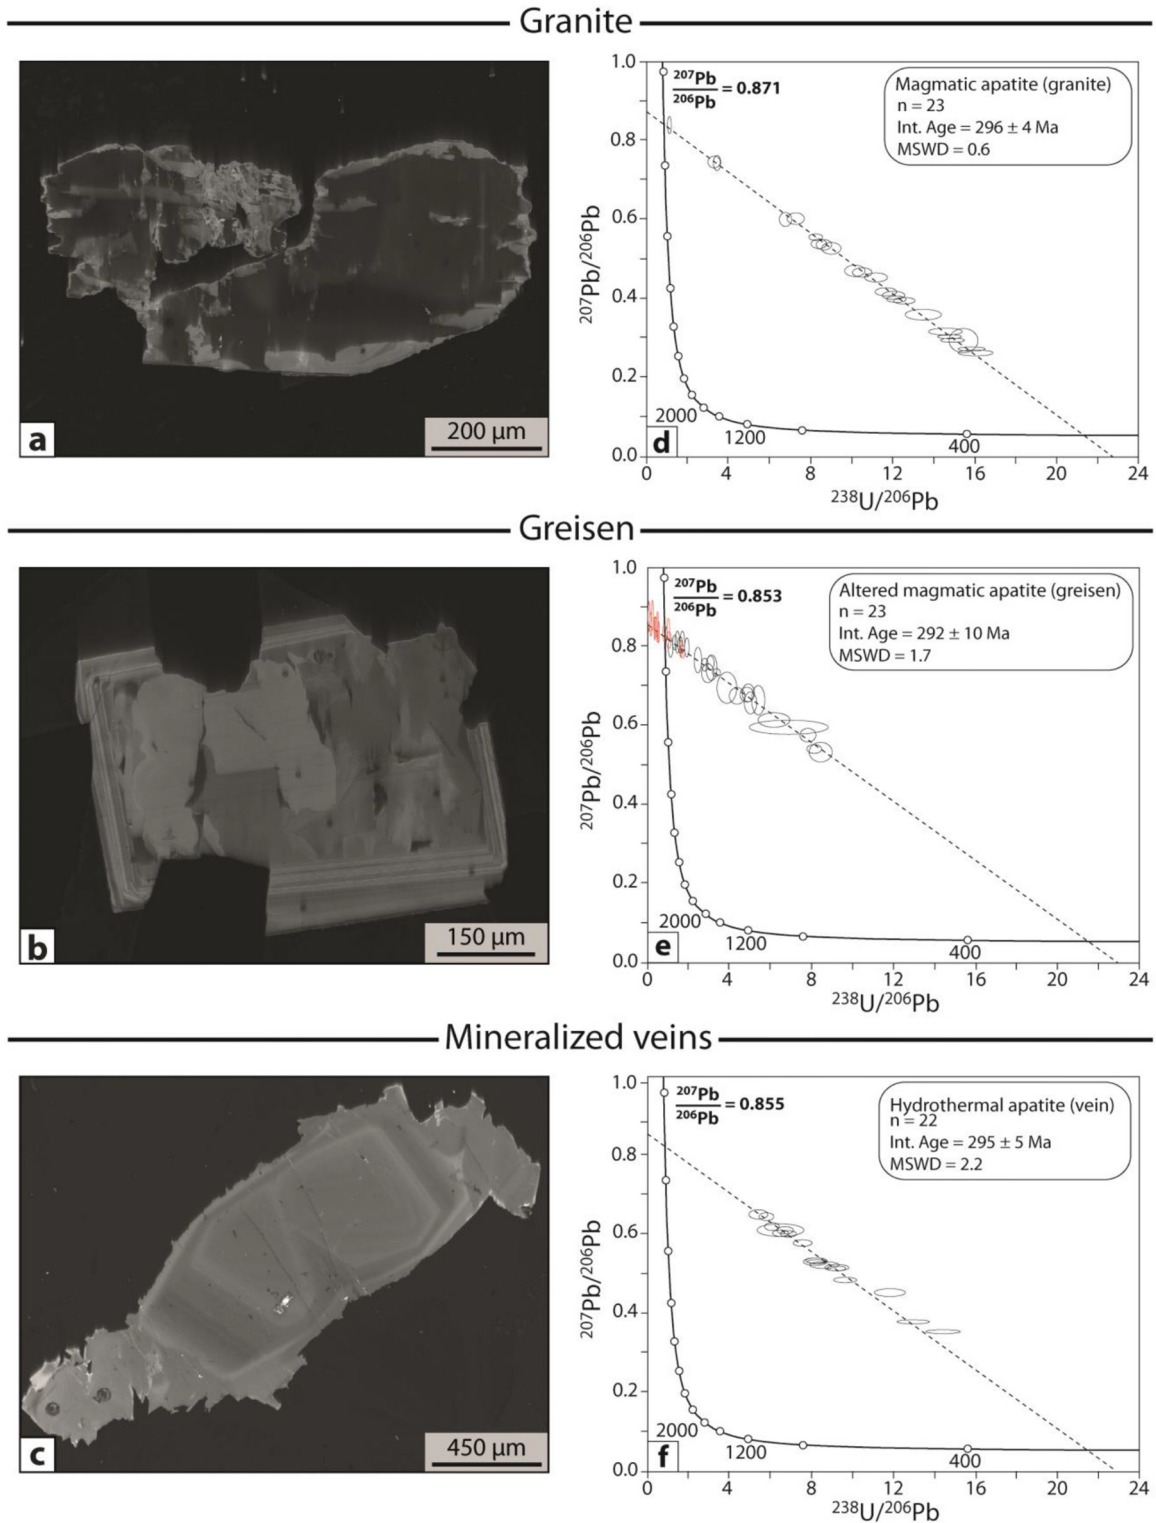 Granite
a
200 µm
1.0
0.8
0.6
0.4
0.2
0.0
207Pb/206Pb
207Pb
206Pb = 0.871
Magmatic apatite (granite)
n = 23
Int. Age = 296 ± 4 Ma
MSWD = 0.6
2000
1200
400
d
0 4 8 12 16 20 24
238U/206Pb
Greisen
b
150 µm
1.0
0.8
0.6
0.4
0.2
0.0
207Pb/206Pb
207Pb
206Pb = 0.853
Altered magmatic apatite (greisen)
n = 23
Int. Age = 292 ± 10 Ma
MSWD = 1.7
2000
1200
400
e
0 4 8 12 16 20 24
238U/206Pb
Mineralized veins
c
450 µm
1.0
0.8
0.6
0.4
0.2
0.0
207Pb/206Pb
207Pb
206Pb = 0.855
Hydrothermal apatite (vein)
n = 22
Int. Age = 295 ± 5 Ma
MSWD = 2.2
2000
1200
400
f
0 4 8 12 16 20 24
238U/206Pb